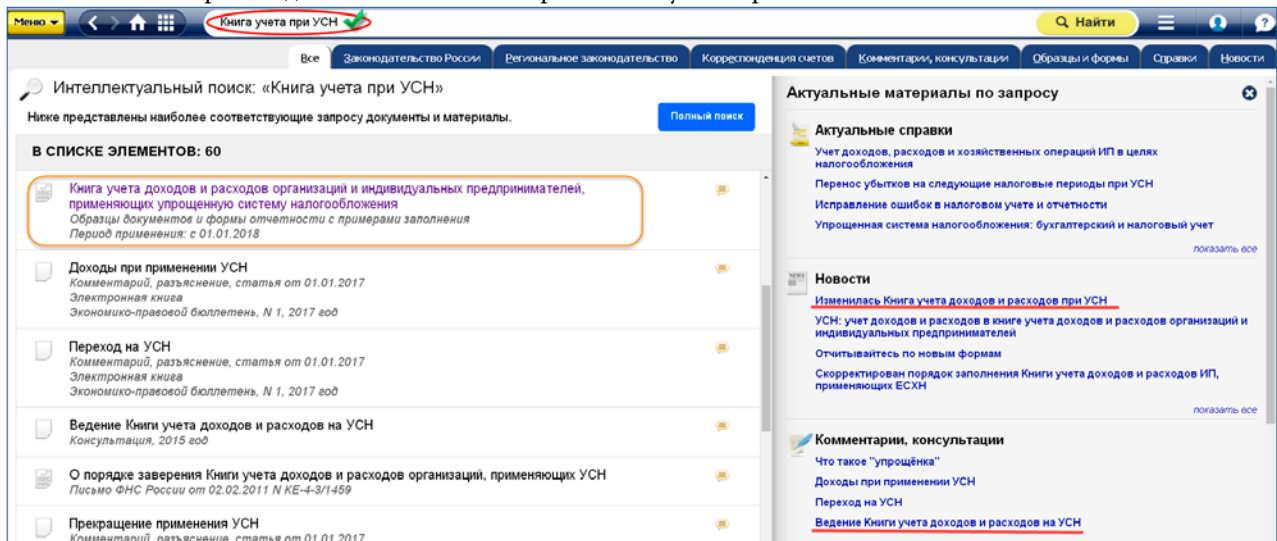 Меню
Книга учета при УСН
Найти
Все
Законодательство России
Региональное законодательство
Корреспонденция счетов
Комментарии, консультации
Образцы и формы
Справки
Новости
Интеллектуальный поиск: «Книга учета при УСН»
Ниже представлены наиболее соответствующие запросу документы и материалы.
Полный поиск
В СПИСКЕ ЭЛЕМЕНТОВ: 60
Книга учета доходов и расходов организаций и индивидуальных предпринимателей,
применяющих упрощенную систему налогообложения
Образцы документов и формы отчетности с примерами заполнения
Период применения: с 01.01.2018
Доходы при применении УСН
Комментарий, разъяснение, статья от 01.01.2017
Электронная книга
Экономико-правовой бюллетень, N 1, 2017 год
Переход на УСН
Комментарий, разъяснение, статья от 01.01.2017
Электронная книга
Экономико-правовой бюллетень, N 1, 2017 год
Ведение Книги учета доходов и расходов на УСН
Консультация, 2015 год
О порядке заверения Книги учета доходов и расходов организаций, применяющих УСН
Письмо ФНС России от 02.02.2011 N КЕ-4-3/1459
Прекращение применения УСН
Комментарий, разъяснение, статья от 01.01.2017
Актуальные материалы по запросу
Актуальные справки
Учет доходов, расходов и хозяйственных операций ИП в целях
налогообложения
Перенос убытков на следующие налоговые периоды при УСН
Исправление ошибок в налоговом учете и отчетности
Упрощенная система налогообложения: бухгалтерский и налоговый учет
показать все
Новости
Изменилась Книга учета доходов и расходов при УСН
УСН: учет доходов и расходов в книге учета доходов и расходов организаций и
индивидуальных предпринимателей
Отчитывайтесь по новым формам
Скорректирован порядок заполнения Книги учета доходов и расходов ИП,
применяющих ЕСХН
показать все
Комментарии, консультации
Что такое "упрощёнка"
Доходы при применении УСН
Переход на УСН
Ведение Книги учета доходов и расходов на УСН